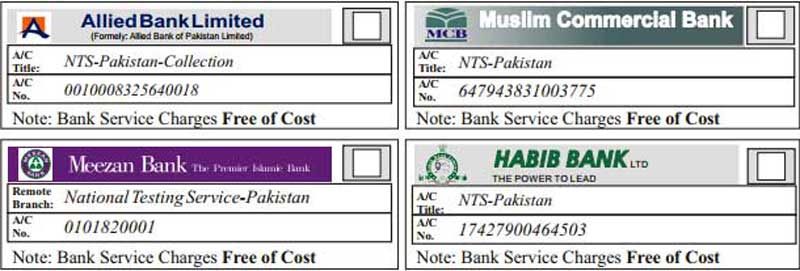 Allied Bank Limited
(Formely: Allied Bank of Pakistan Limited)
A/C
Title: NTS-Pakistan-Collection
A/C
No. 0010008325640018
Note: Bank Service Charges Free of Cost
MCB
Muslim Commercial Bank
A/C
Title: NTS-Pakistan
A/C
No. 647943831003775
Note: Bank Service Charges Free of Cost
MEEZAN BANK
Meezan Bank The Premier Islamic Bank
Remote
Branch: National Testing Service-Pakistan
A/C
No. 0101820001
Note: Bank Service Charges Free of Cost
HABIB BANK LTD
THE POWER TO LEAD
A/C
Title: NTS-Pakistan
A/C
No. 17427900464503
Note: Bank Service Charges Free of Cost